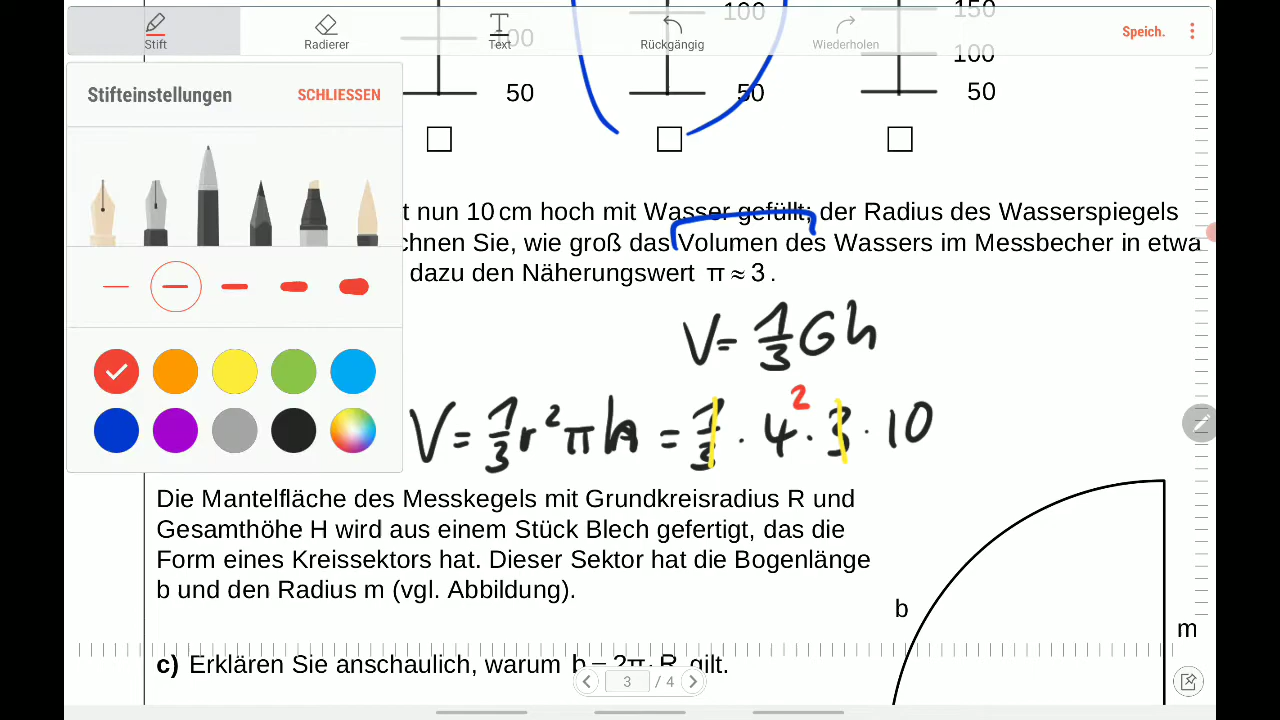 Stift Radierer Text Rückgängig Wiederholen Speich.
100 150
100 100
50 50 50
Stifteinstellungen SCHLIESSEN
t nun 10 cm hoch mit Wasser gefüllt; der Radius des Wasserspiegels
chnen Sie, wie groß das Volumen des Wassers im Messbecher in etwa
dazu den Näherungswert π ≈ 3.
V = 1/3 G h
V = 1/3 r² π h = 1/3 · 4² · 3 · 10
Die Mantelfläche des Messkegels mit Grundkreisradius R und
Gesamthöhe H wird aus einem Stück Blech gefertigt, das die
Form eines Kreissektors hat. Dieser Sektor hat die Bogenlänge
b und den Radius m (vgl. Abbildung).
b
m
c) Erklären Sie anschaulich, warum b = 2π · R gilt.
3 / 4